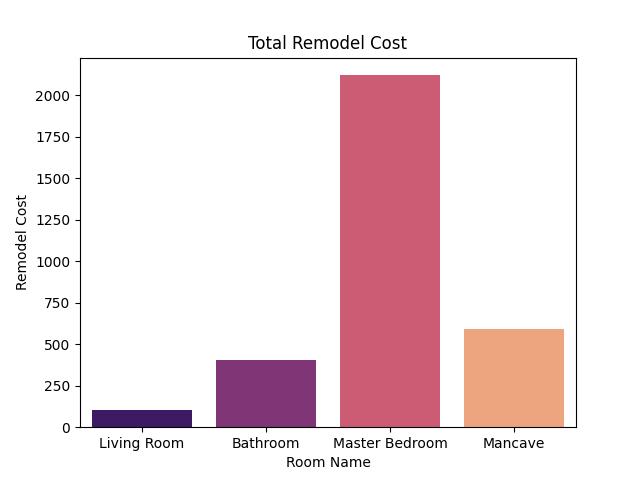 Total Remodel Cost
Remodel Cost
2000
1750
1500
1250
1000
750
500
250
0
Living Room Bathroom Master Bedroom Mancave
Room Name